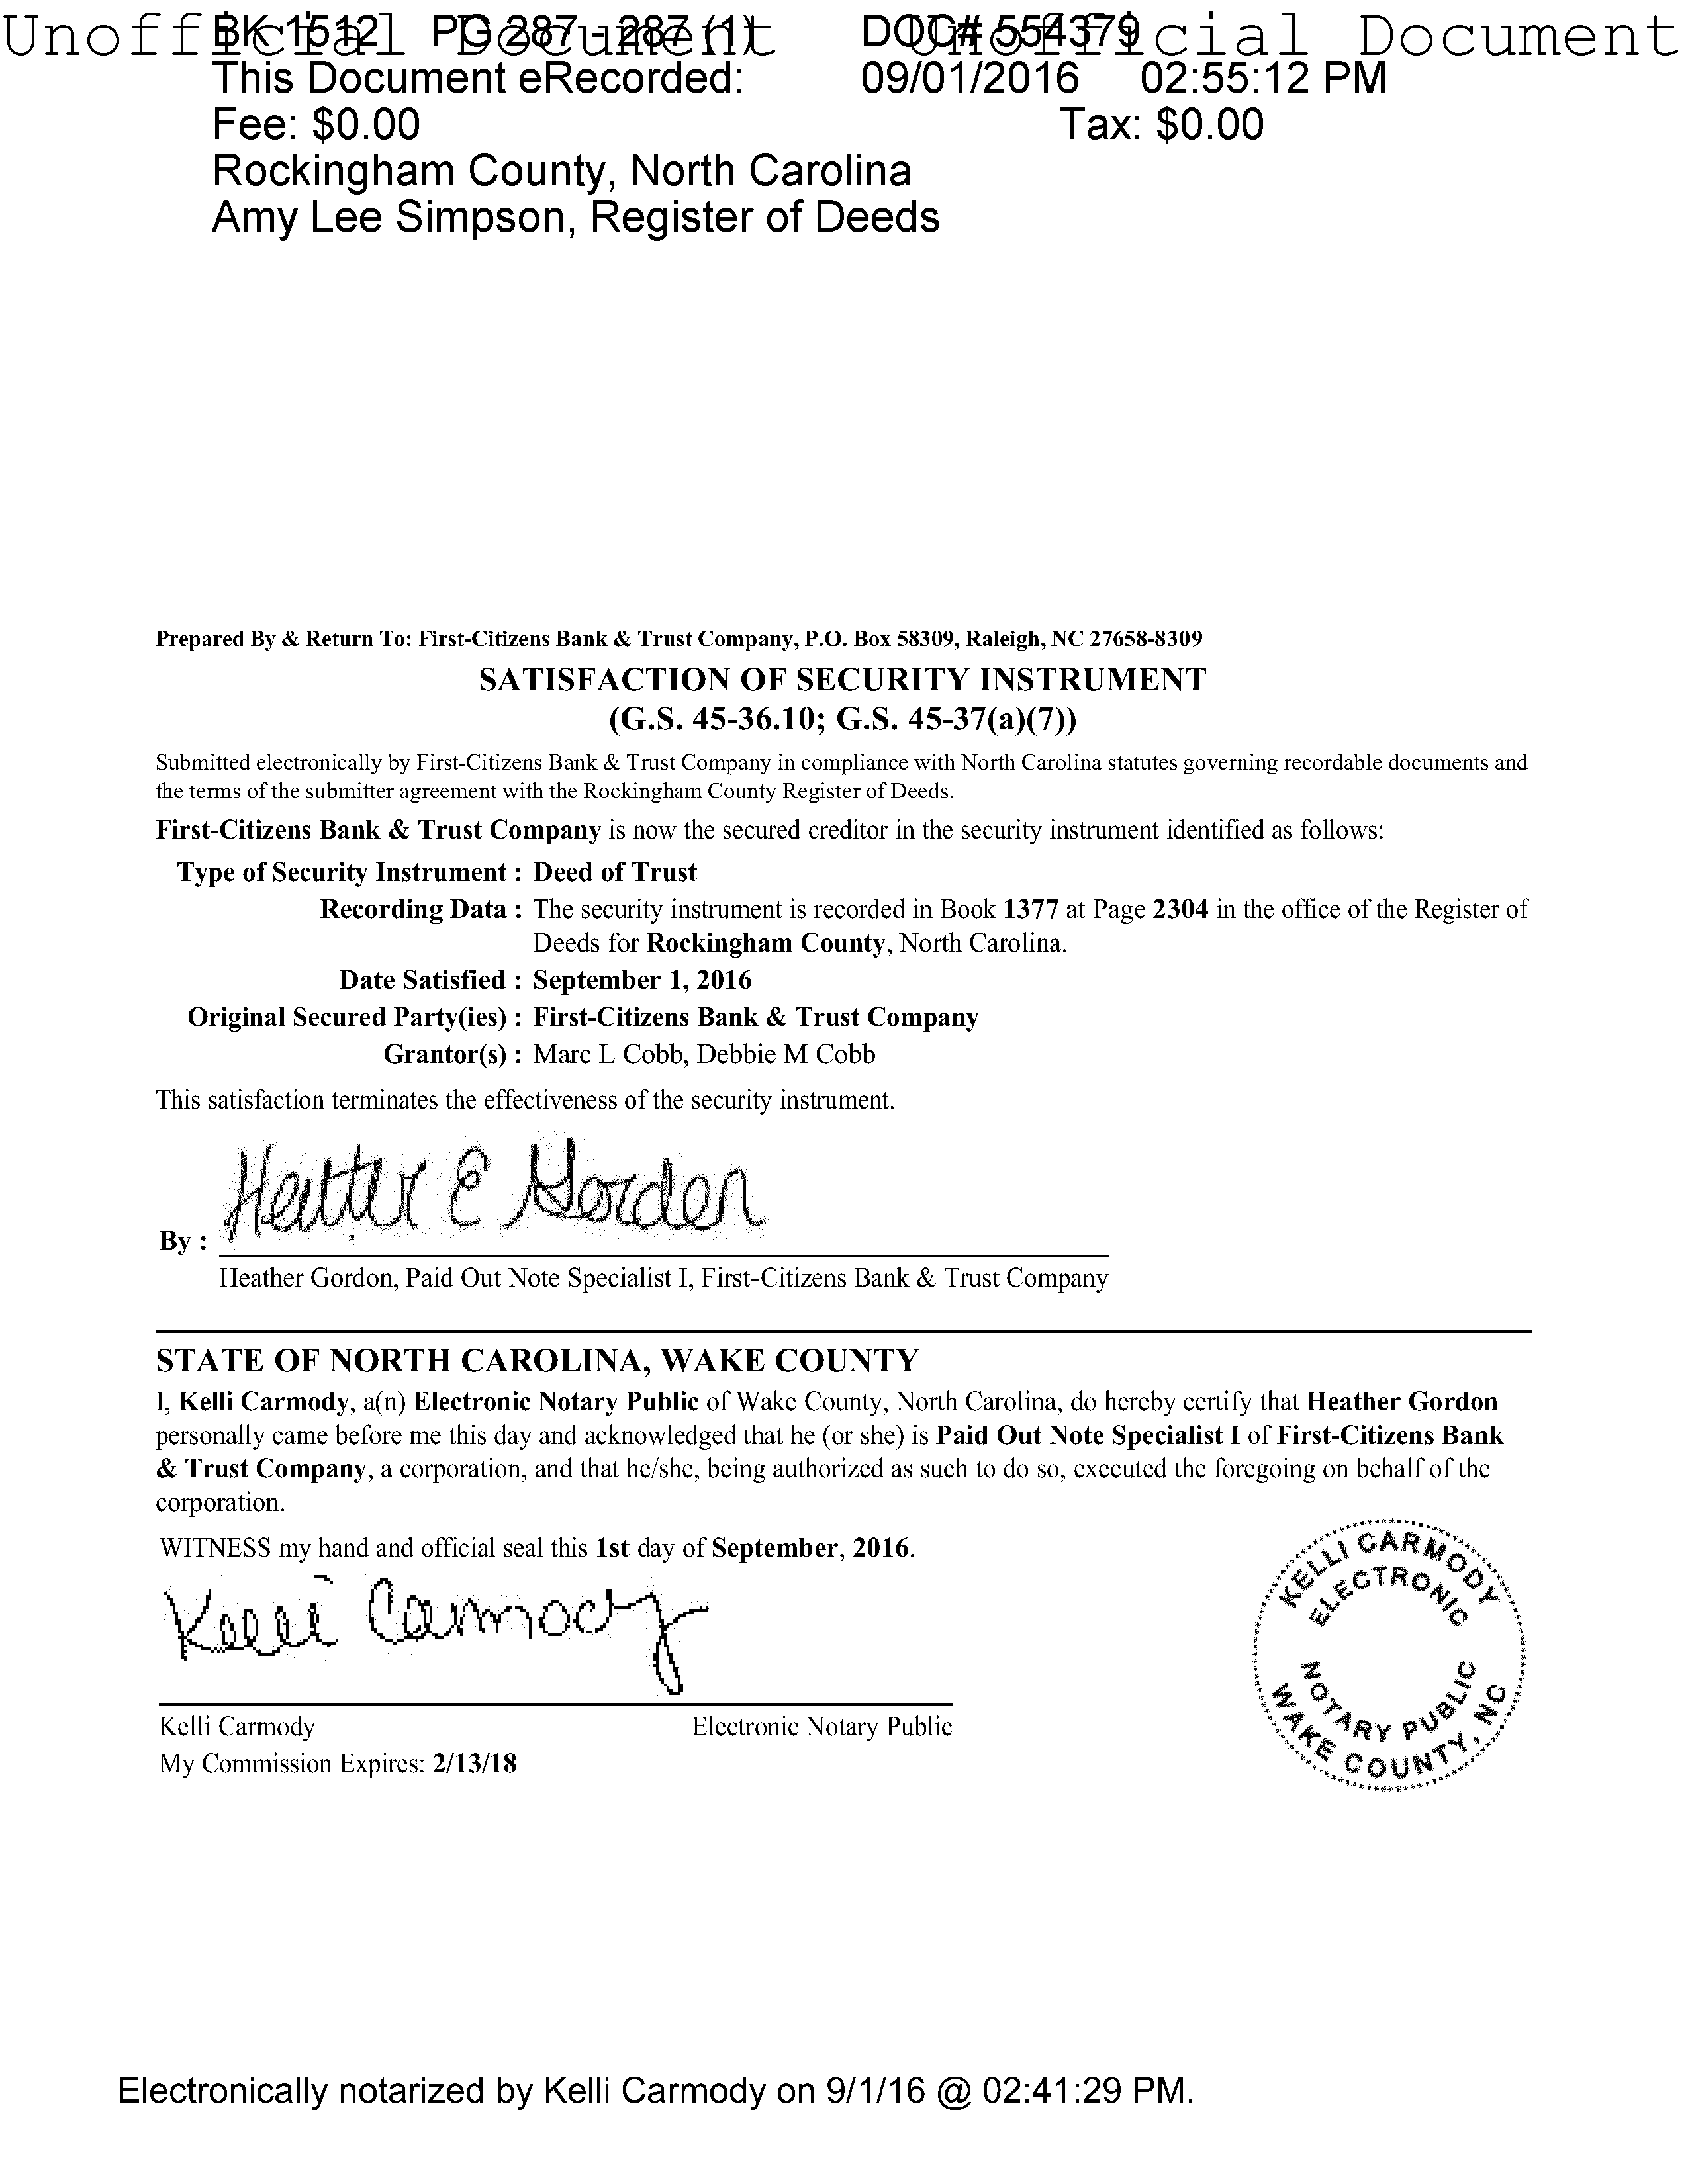 Unofficial Document Unofficial Document
BK 1512 PG 287 - 287 (1) DOC# 554379
This Document eRecorded: 09/01/2016 02:55:12 PM
Fee: $0.00 Tax: $0.00
Rockingham County, North Carolina
Amy Lee Simpson, Register of Deeds
Prepared By & Return To: First-Citizens Bank & Trust Company, P.O. Box 58309, Raleigh, NC 27658-8309
SATISFACTION OF SECURITY INSTRUMENT
(G.S. 45-36.10; G.S. 45-37(a)(7))
Submitted electronically by First-Citizens Bank & Trust Company in compliance with North Carolina statutes governing recordable documents and
the terms of the submitter agreement with the Rockingham County Register of Deeds.
First-Citizens Bank & Trust Company is now the secured creditor in the security instrument identified as follows:
Type of Security Instrument : Deed of Trust
Recording Data : The security instrument is recorded in Book 1377 at Page 2304 in the office of the Register of
Deeds for Rockingham County, North Carolina.
Date Satisfied : September 1, 2016
Original Secured Party(ies) : First-Citizens Bank & Trust Company
Grantor(s) : Marc L Cobb, Debbie M Cobb
This satisfaction terminates the effectiveness of the security instrument.
Heather E Gordon
By :
Heather Gordon, Paid Out Note Specialist I, First-Citizens Bank & Trust Company
STATE OF NORTH CAROLINA, WAKE COUNTY
I, Kelli Carmody, a(n) Electronic Notary Public of Wake County, North Carolina, do hereby certify that Heather Gordon
personally came before me this day and acknowledged that he (or she) is Paid Out Note Specialist I of First-Citizens Bank
& Trust Company, a corporation, and that he/she, being authorized as such to do so, executed the foregoing on behalf of the
corporation.
WITNESS my hand and official seal this 1st day of September, 2016.
Kelli Carmody
KELLI CARMODY
ELECTRONIC
NOTARY PUBLIC
WAKE COUNTY, NC
Kelli Carmody Electronic Notary Public
My Commission Expires: 2/13/18
Electronically notarized by Kelli Carmody on 9/1/16 @ 02:41:29 PM.